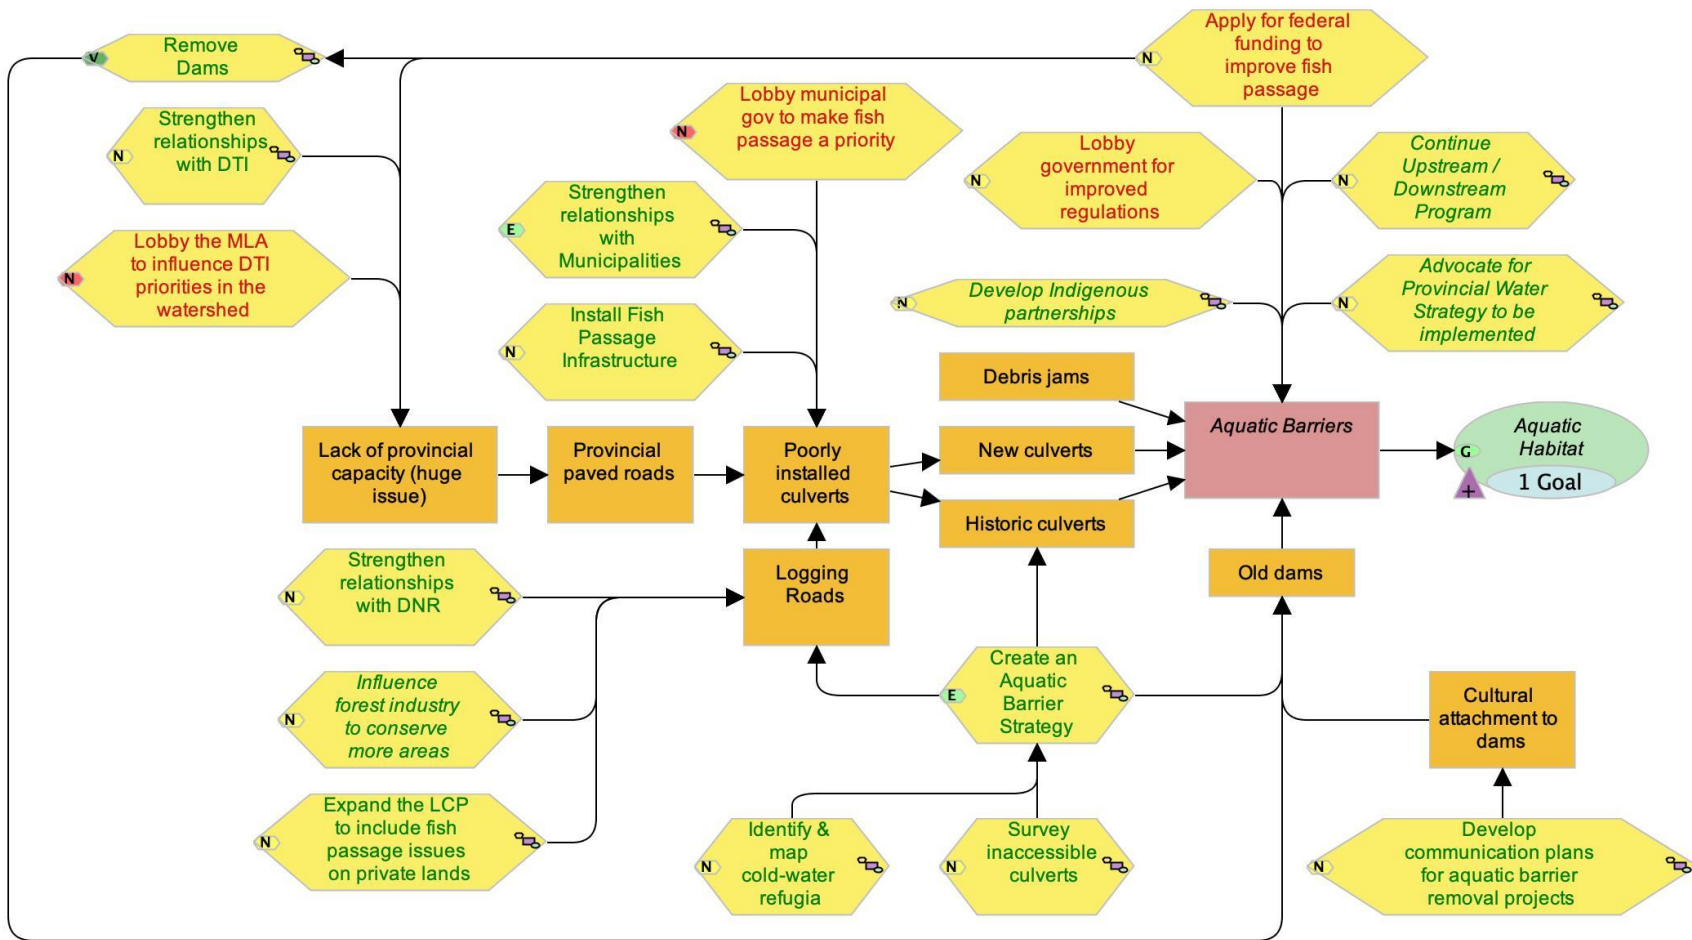 Remove
Dams
V
Apply for federal
funding to
improve fish
passage
N
Strengthen
relationships
with DTI
N
Lobby municipal
gov to make fish
passage a priority
N
Lobby
government for
improved
regulations
N
Continue
Upstream /
Downstream
Program
N
Strengthen
relationships
with
Municipalities
E
Lobby the MLA
to influence DTI
priorities in the
watershed
N
Develop Indigenous
partnerships
N
Advocate for
Provincial Water
Strategy to be
implemented
N
Install Fish
Passage
Infrastructure
N
Debris jams
Aquatic Barriers
Aquatic
Habitat
G
1 Goal
+
Lack of provincial
capacity (huge
issue)
Provincial
paved roads
Poorly
installed
culverts
New culverts
Historic culverts
Strengthen
relationships
with DNR
N
Logging
Roads
Old dams
Influence
forest industry
to conserve
more areas
N
Create an
Aquatic
Barrier
Strategy
E
Cultural
attachment to
dams
Expand the LCP
to include fish
passage issues
on private lands
N
Identify &
map
cold-water
refugia
N
Survey
inaccessible
culverts
N
Develop
communication plans
for aquatic barrier
removal projects
N